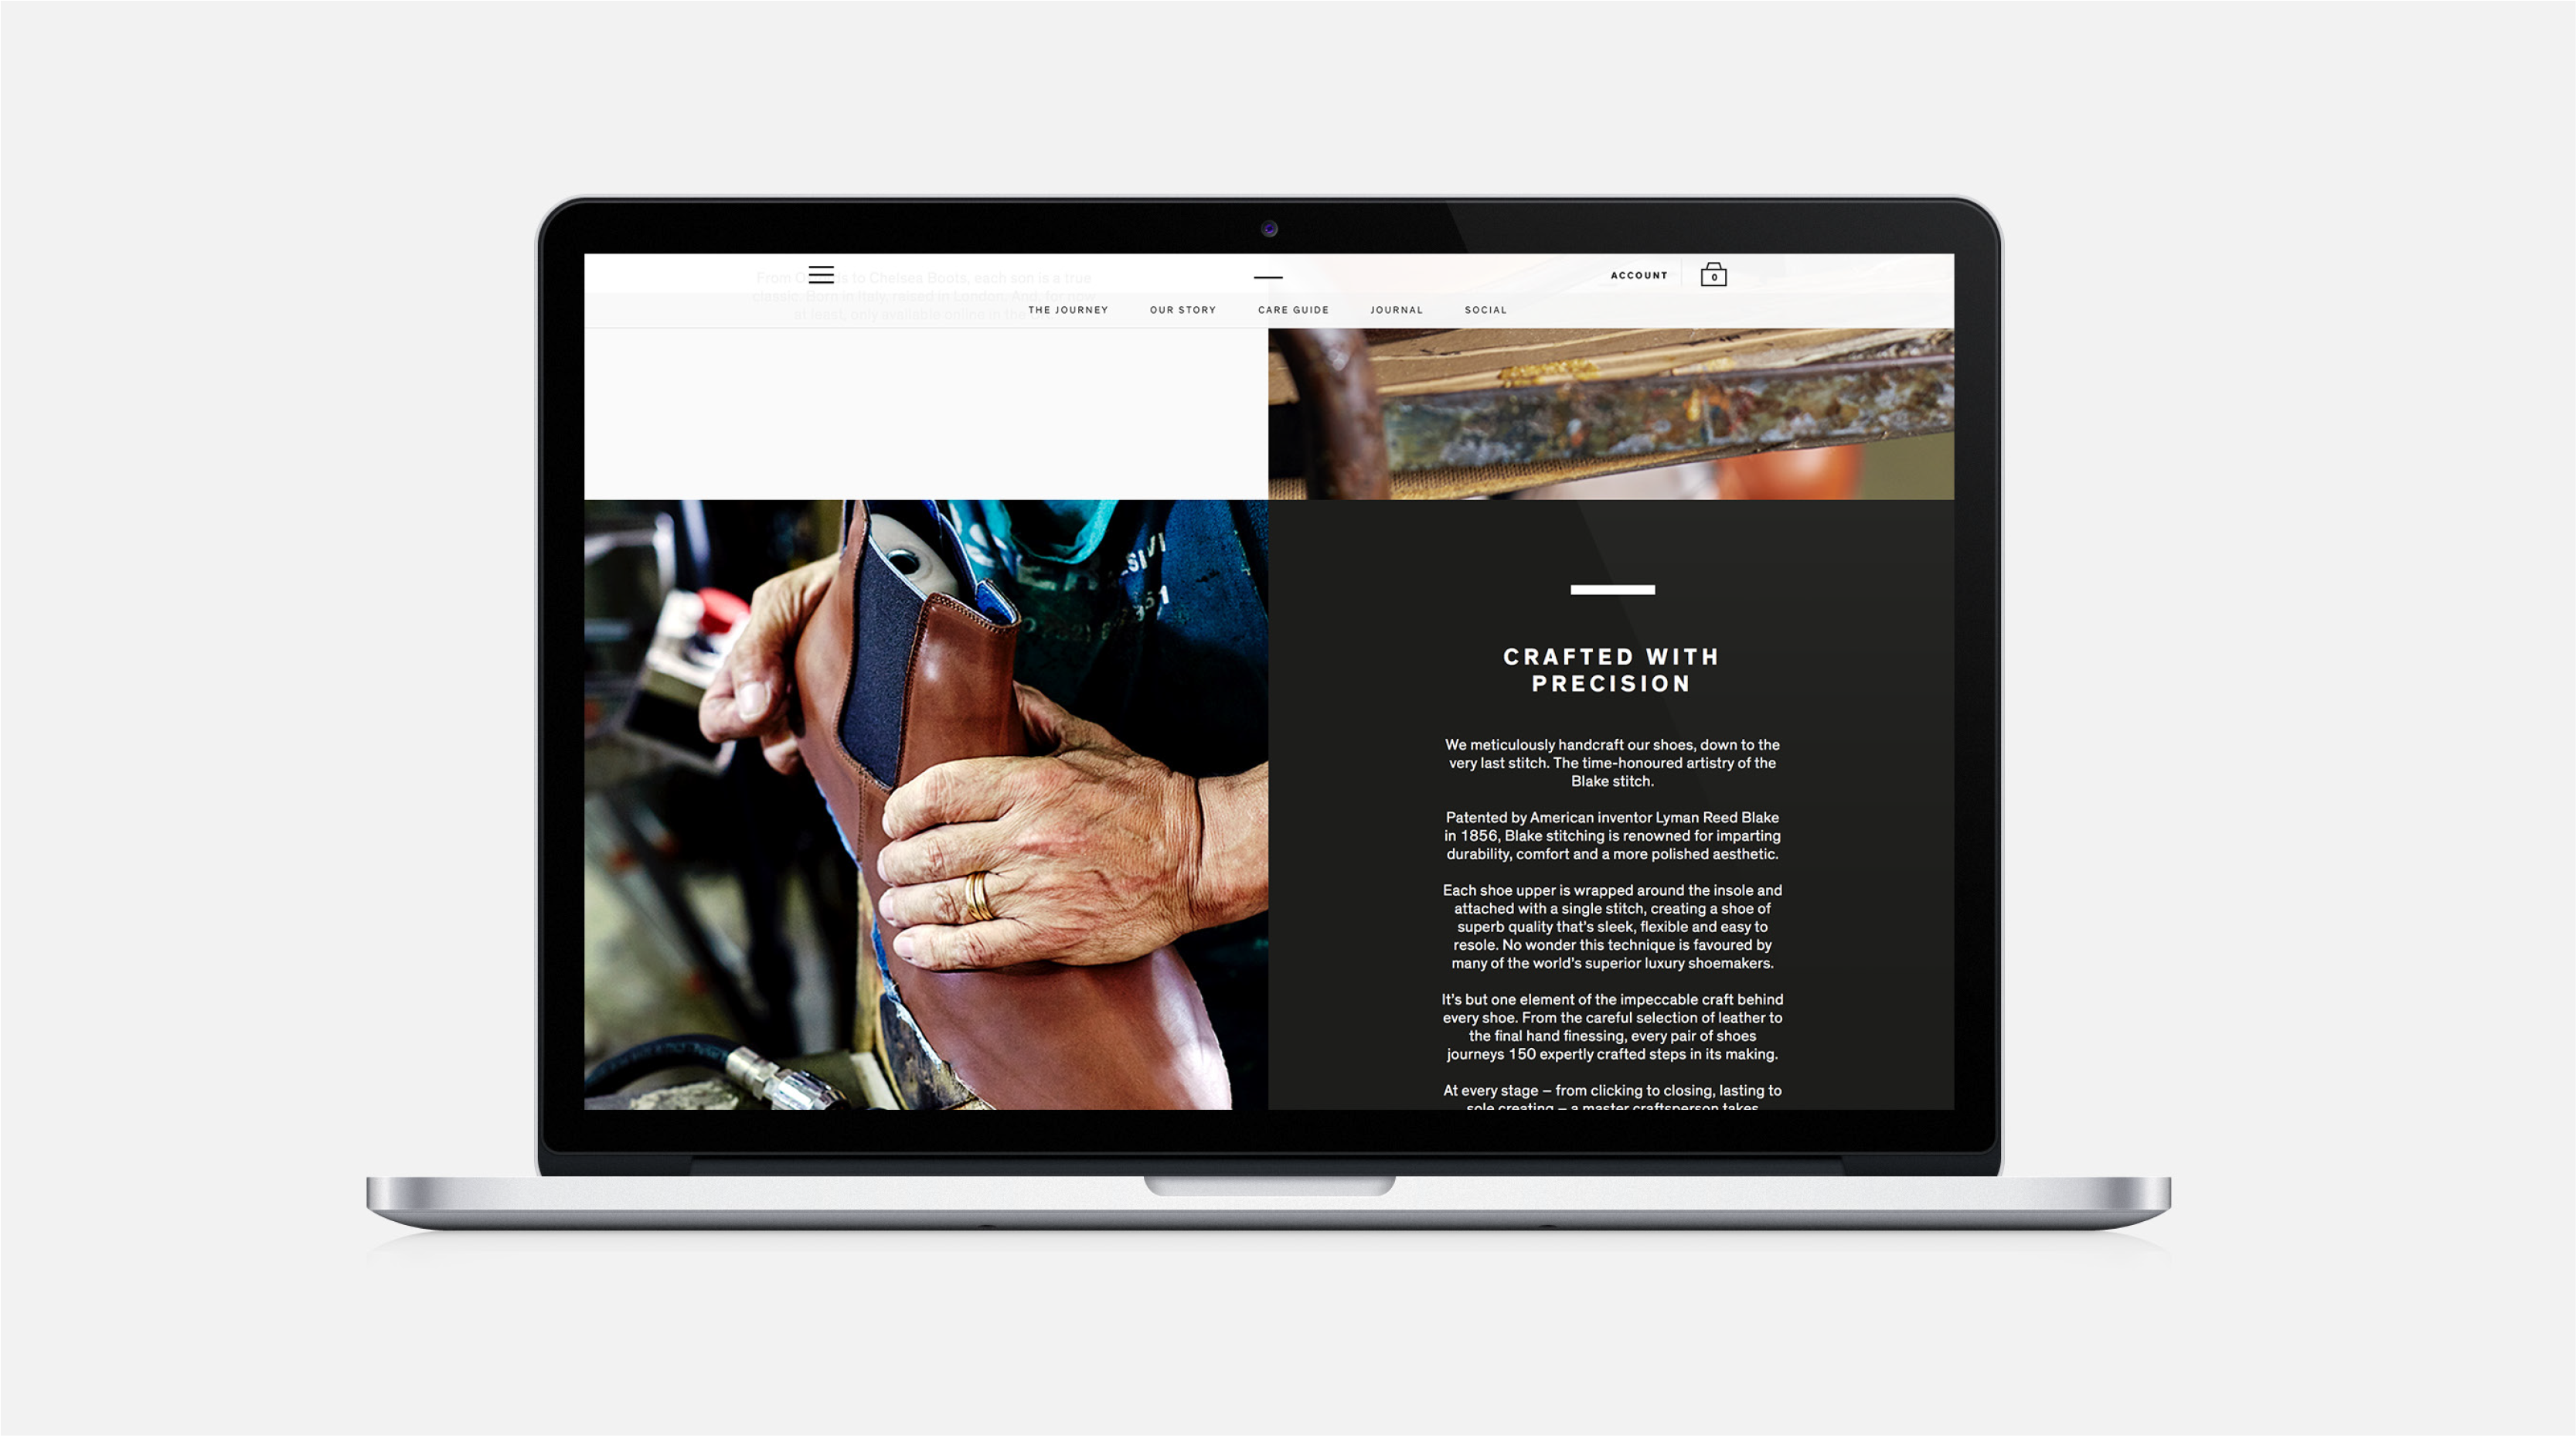 ACCOUNT
0
From O s to Chelsea Boots, each son is a true
classic. Born in Italy, raised in London. And, for now
at least, only available online in the
THE JOURNEY
OUR STORY
CARE GUIDE
JOURNAL
SOCIAL
CRAFTED WITH
PRECISION
We meticulously handcraft our shoes, down to the
very last stitch. The time-honoured artistry of the
Blake stitch.
Patented by American inventor Lyman Reed Blake
in 1856, Blake stitching is renowned for imparting
durability, comfort and a more polished aesthetic.
Each shoe upper is wrapped around the insole and
attached with a single stitch, creating a shoe of
superb quality that's sleek, flexible and easy to
resole. No wonder this technique is favoured by
many of the world's superior luxury shoemakers.
It's but one element of the impeccable craft behind
every shoe. From the careful selection of leather to
the final hand finessing, every pair of shoes
journeys 150 expertly crafted steps in its making.
At every stage – from clicking to closing, lasting to
sole creating – a master craftsperson takes